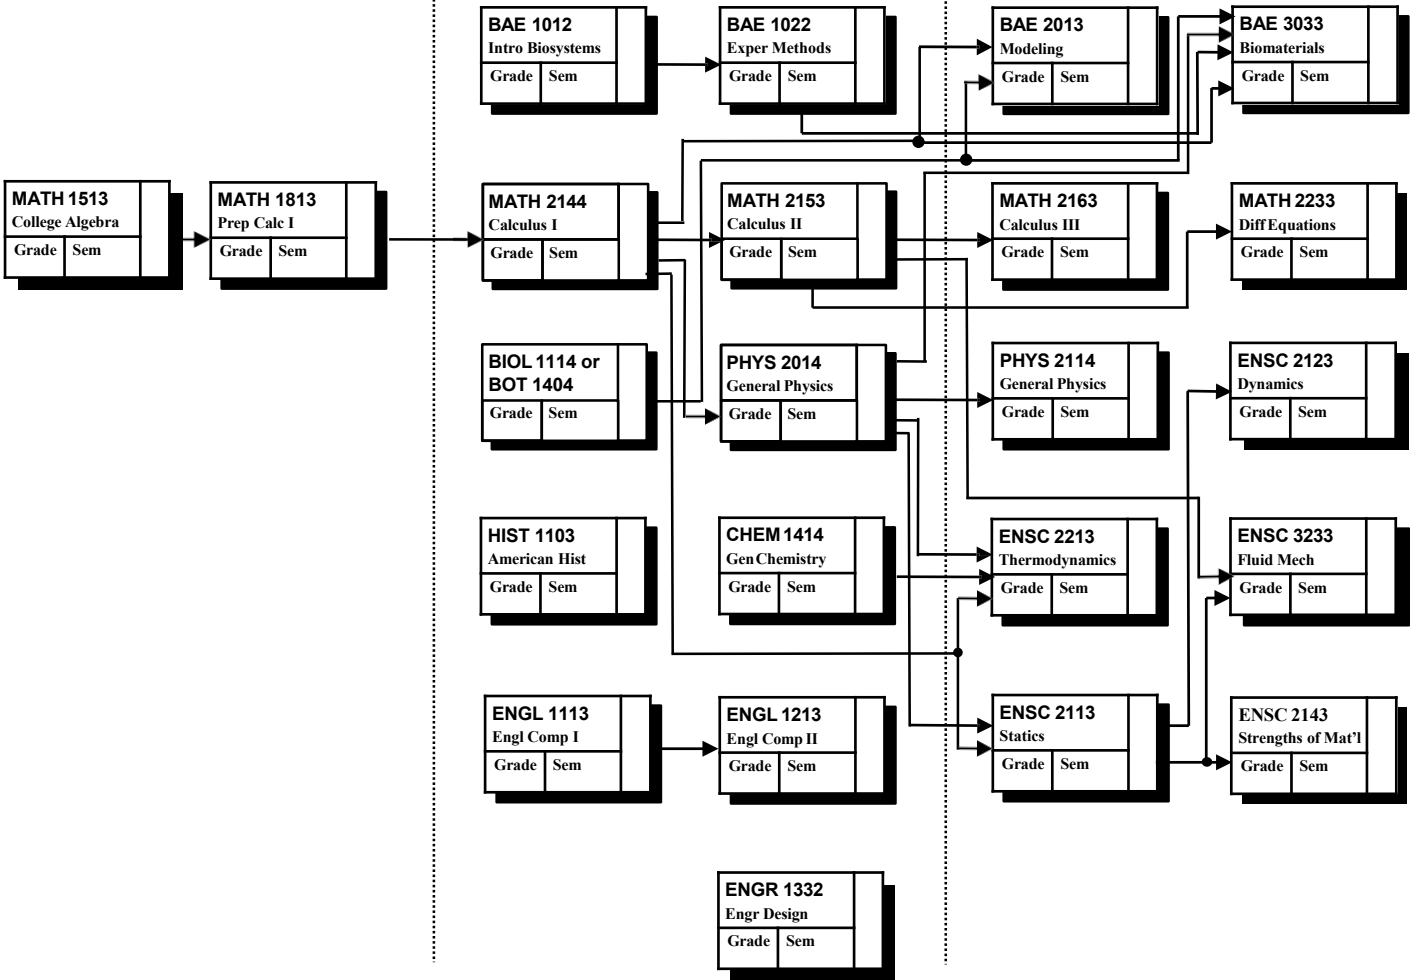 BAE 1012
Intro Biosystems
Grade Sem
BAE 1022
Exper Methods
Grade Sem
BAE 2013
Modeling
Grade Sem
BAE 3033
Biomaterials
Grade Sem
MATH 1513
College Algebra
Grade Sem
MATH 1813
Prep Calc I
Grade Sem
MATH 2144
Calculus I
Grade Sem
MATH 2153
Calculus II
Grade Sem
MATH 2163
Calculus III
Grade Sem
MATH 2233
Diff Equations
Grade Sem
BIOL 1114 or
BOT 1404
Grade Sem
PHYS 2014
General Physics
Grade Sem
PHYS 2114
General Physics
Grade Sem
ENSC 2123
Dynamics
Grade Sem
HIST 1103
American Hist
Grade Sem
CHEM 1414
Gen Chemistry
Grade Sem
ENSC 2213
Thermodynamics
Grade Sem
ENSC 3233
Fluid Mech
Grade Sem
ENGL 1113
Engl Comp I
Grade Sem
ENGL 1213
Engl Comp II
Grade Sem
ENSC 2113
Statics
Grade Sem
ENSC 2143
Strengths of Mat'l
Grade Sem
ENGR 1332
Engr Design
Grade Sem